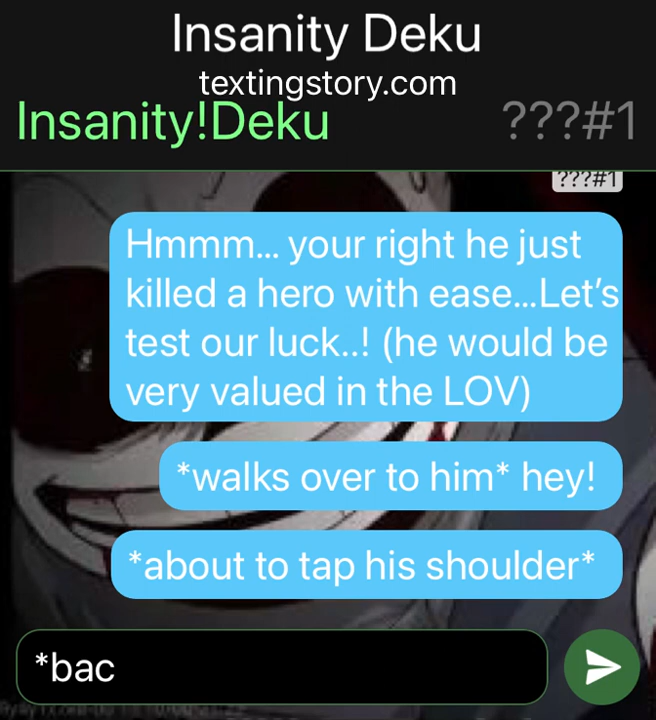 Insanity Deku
textingstory.com
Insanity!Deku ???#1
???#1
Hmmm... your right he just
killed a hero with ease...Let's
test our luck..! (he would be
very valued in the LOV)
*walks over to him* hey!
*about to tap his shoulder*
*bac